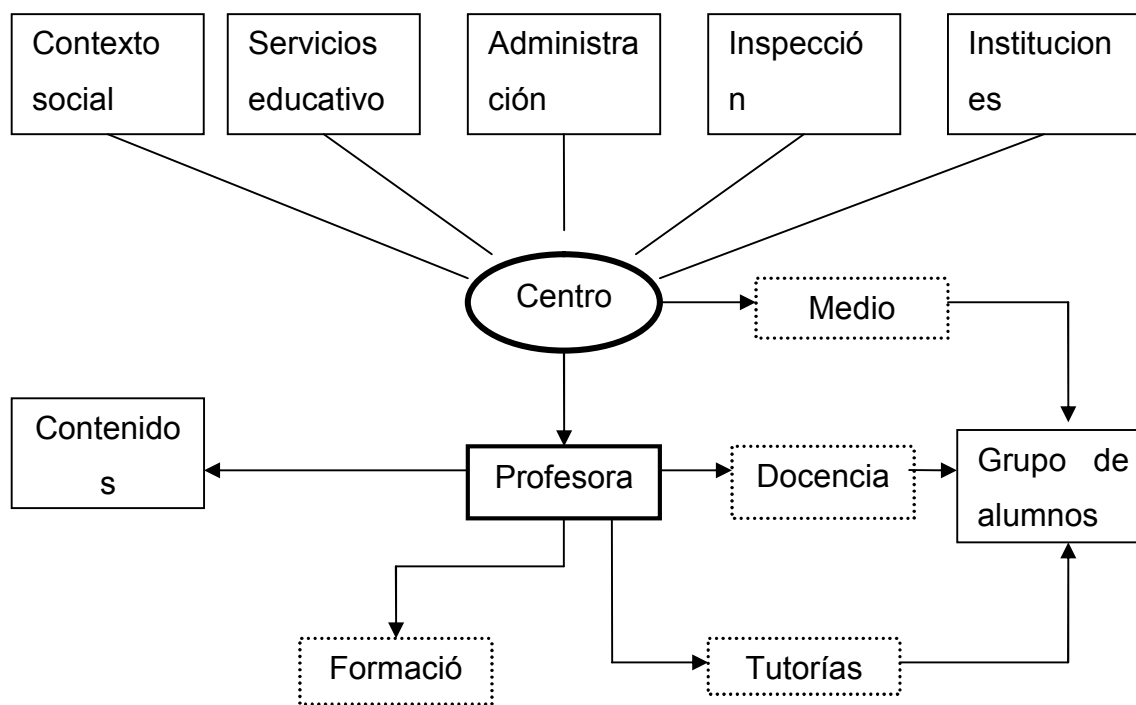 Contexto
social
Servicios
educativo
Administra
ción
Inspecció
n
Institucion
es
Centro
Medio
Contenido
s
Profesora
Docencia
Grupo de
alumnos
Formació
Tutorías